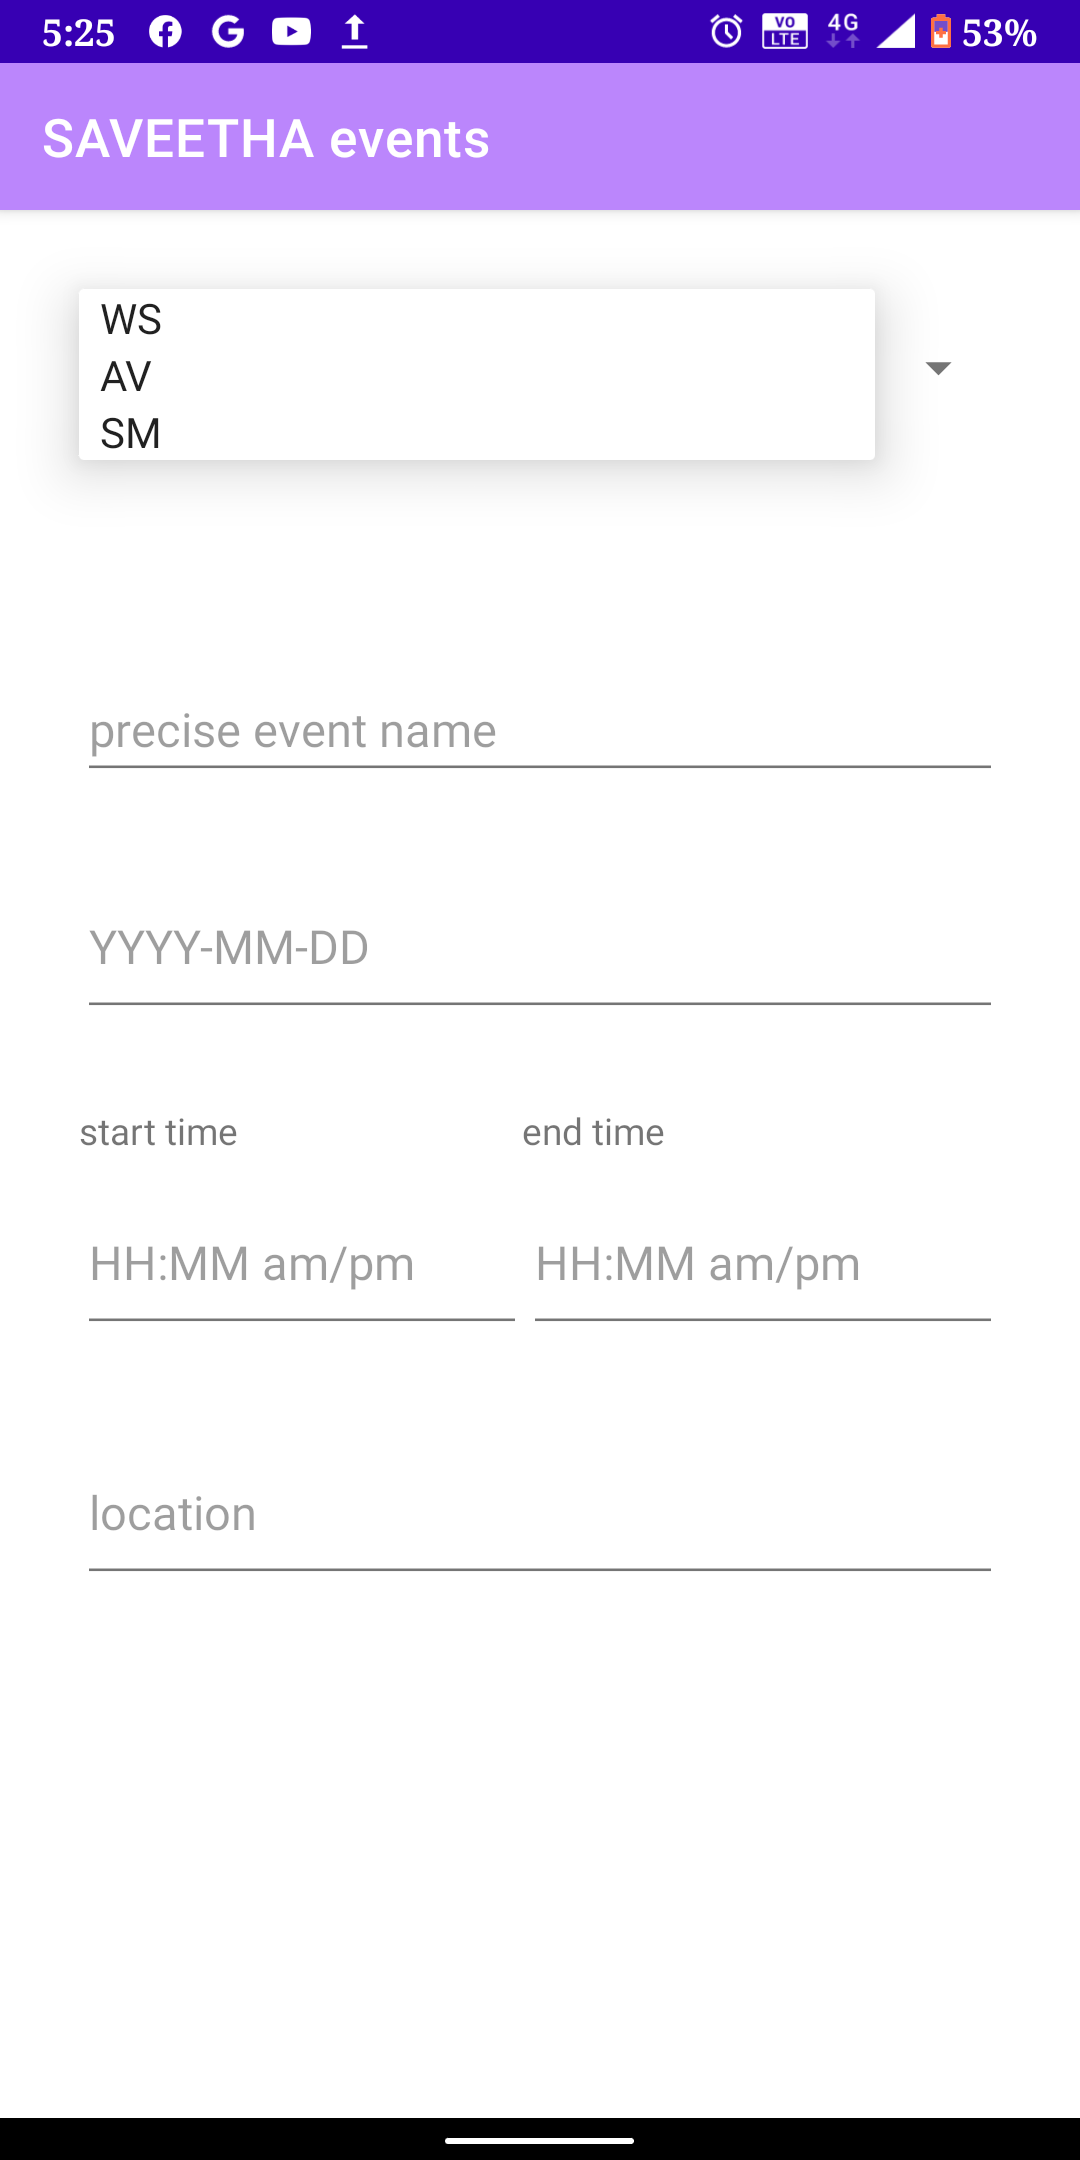 5:25 VO LTE 4G 53%
SAVEETHA events
WS
AV
SM
precise event name
YYYY-MM-DD
start time end time
HH:MM am/pm HH:MM am/pm
location